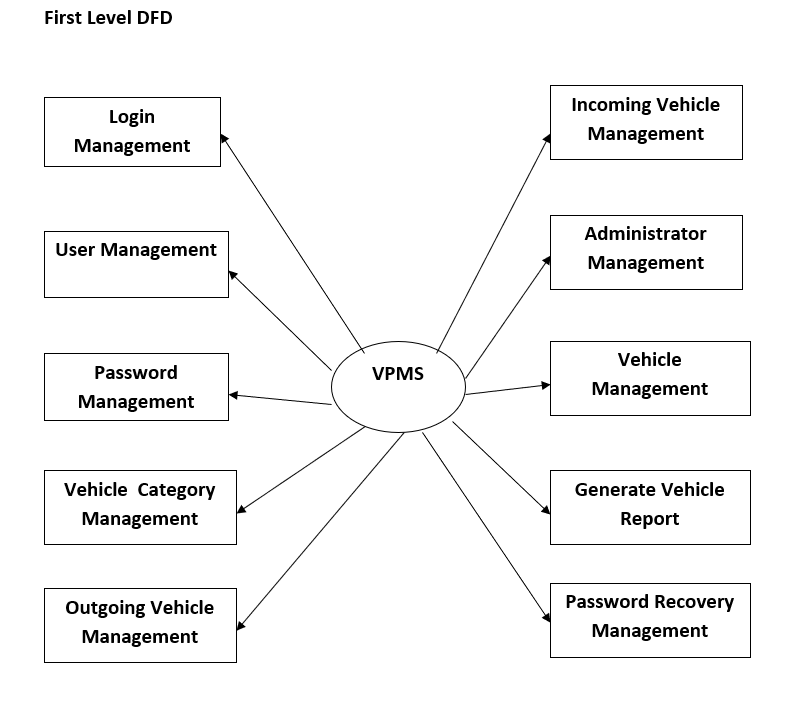 First Level DFD
Login
Management
User Management
Password
Management
Vehicle  Category
Management
Outgoing Vehicle
Management
VPMS
Incoming Vehicle
Management
Administrator
Management
Vehicle
Management
Generate Vehicle
Report
Password Recovery
Management